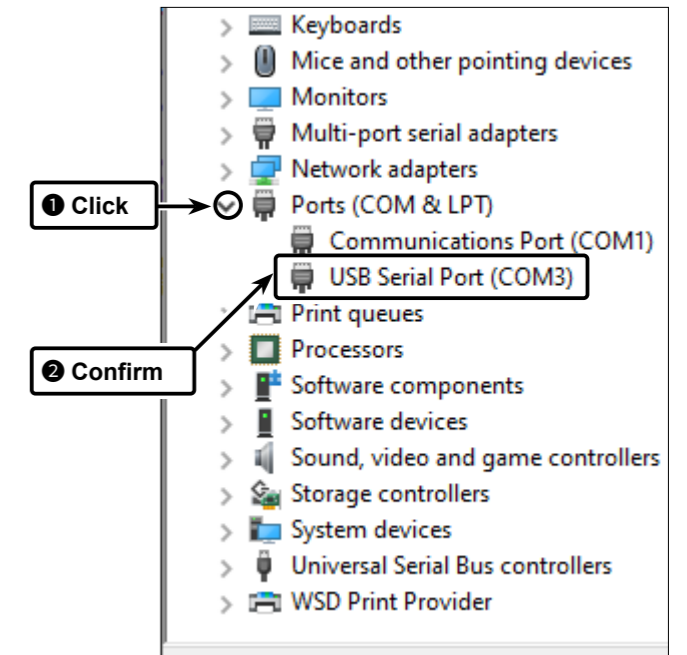 Keyboards
Mice and other pointing devices
Monitors
Multi-port serial adapters
Network adapters
❶ Click
Ports (COM & LPT)
Communications Port (COM1)
USB Serial Port (COM3)
Print queues
Processors
❷ Confirm
Software components
Software devices
Sound, video and game controllers
Storage controllers
System devices
Universal Serial Bus controllers
WSD Print Provider